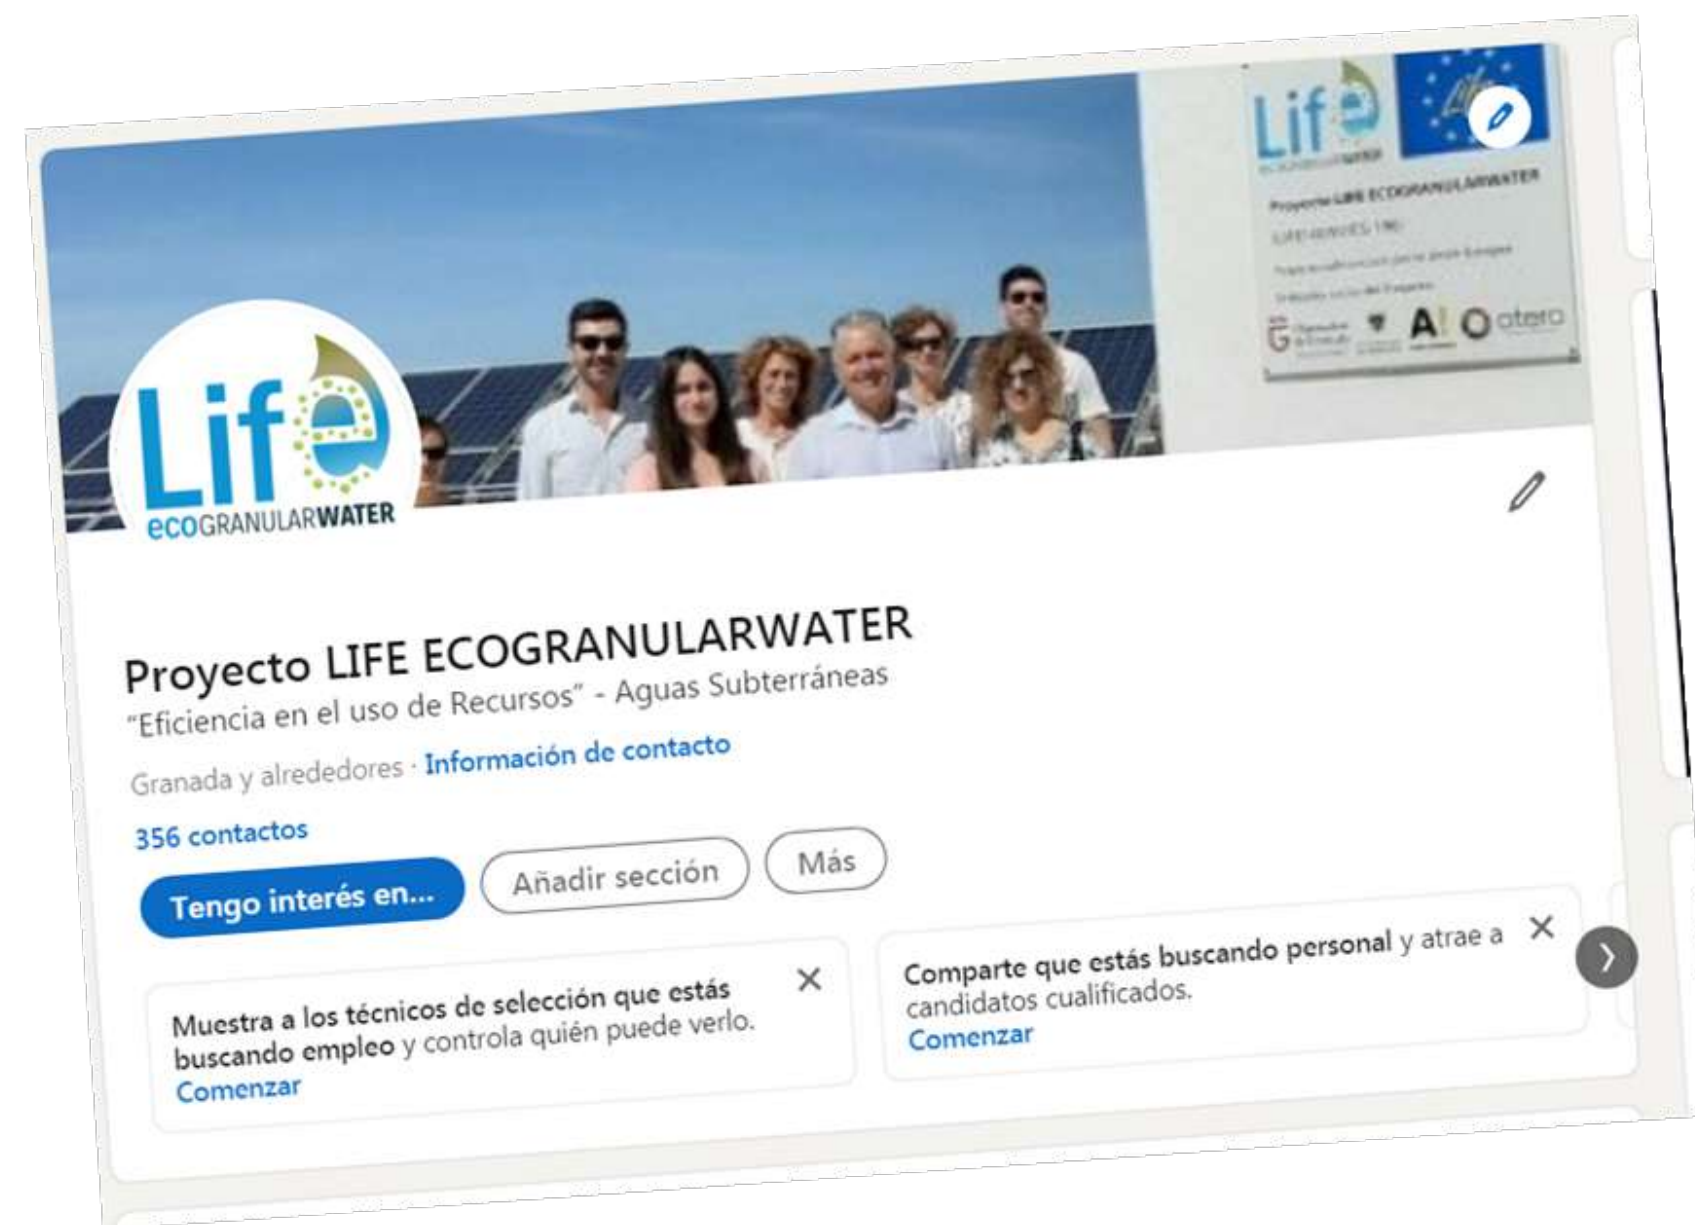 Life
Life
Proyecto LIFE ECOGRANULARWATER
A! otero
Life
ecoGRANULARWATER
Proyecto LIFE ECOGRANULARWATER
“Eficiencia en el uso de Recursos” - Aguas Subterráneas
Granada y alrededores · Información de contacto
356 contactos
Tengo interés en...
Añadir sección
Más
Muestra a los técnicos de selección que estás
buscando empleo y controla quién puede verlo.
Comenzar
Comparte que estás buscando personal y atrae a
candidatos cualificados.
Comenzar